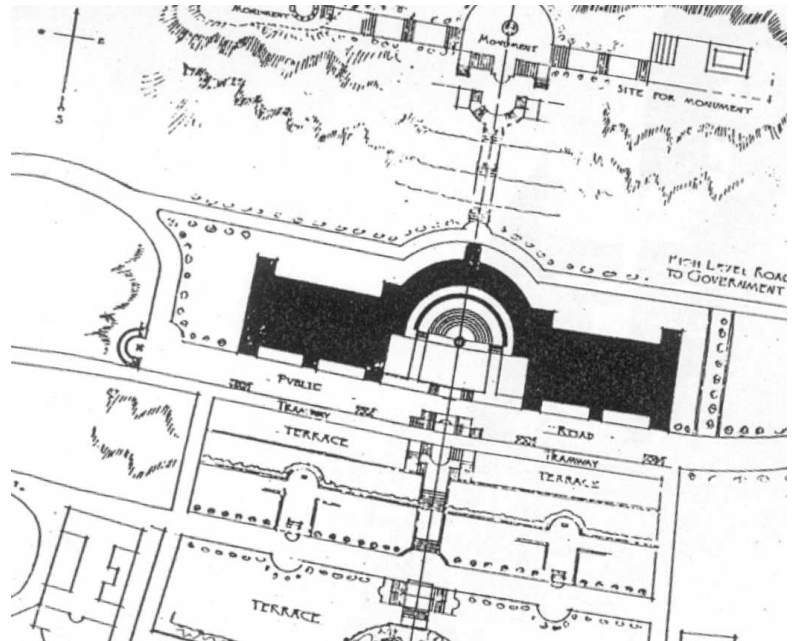 MONUMENT
MONUMENT
SITE FOR MONUMENT
E
S
HIGH LEVEL ROAD
TO GOVERNMENT
PUBLIC
ROAD
TRAMWAY
TRAMWAY
TERRACE
TERRACE
TERRACE